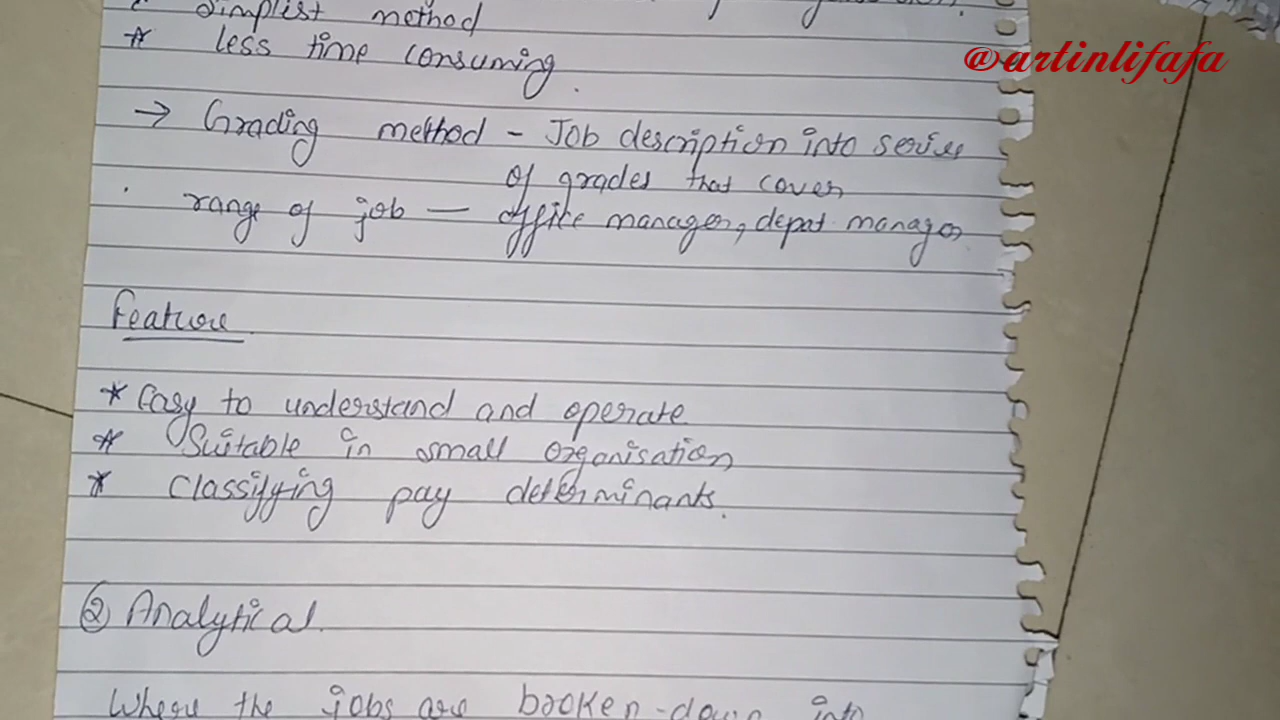 * Simplest method
* less time consuming
@artinlifafa
→ Grading method - Job description into series
of grades that cover
range of job — office manager, depat. manager
Feature
* Easy to understand and operate
* Suitable in small organisation
* Classifying pay determinants.
② Analytical.
Where the jobs are broken-down into